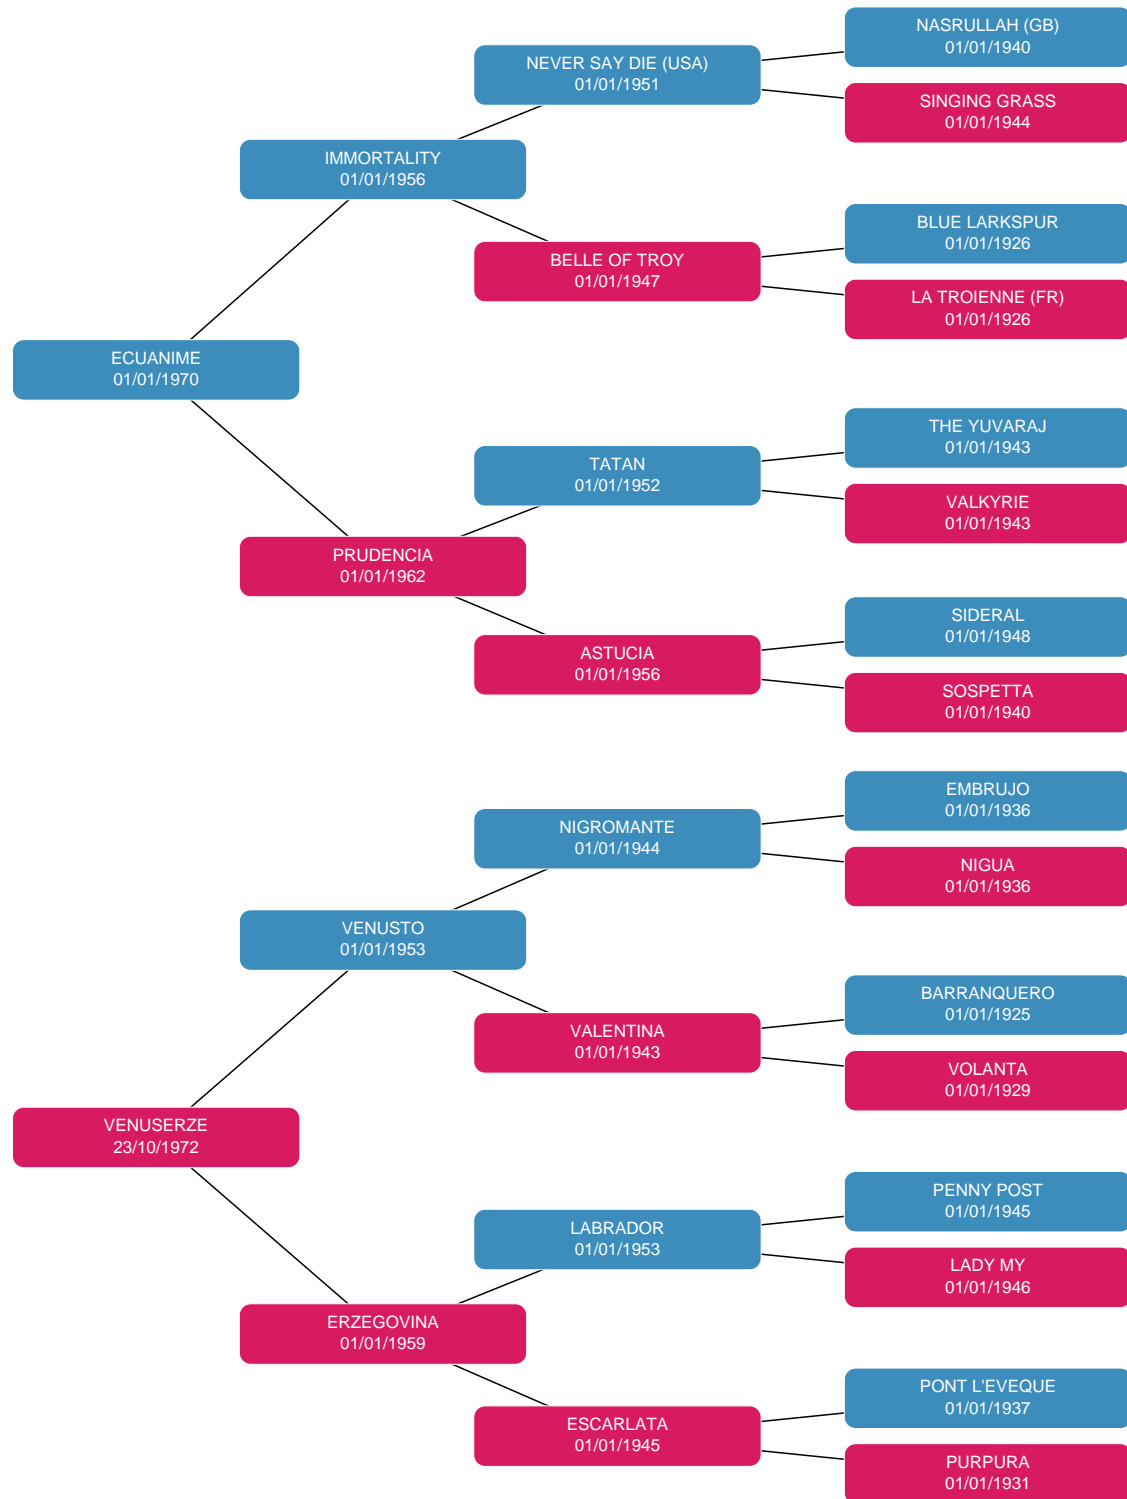 NASRULLAH (GB)
01/01/1940
NEVER SAY DIE (USA)
01/01/1951
SINGING GRASS
01/01/1944
IMMORTALITY
01/01/1956
BLUE LARKSPUR
01/01/1926
BELLE OF TROY
01/01/1947
LA TROIENNE (FR)
01/01/1926
ECUANIME
01/01/1970
THE YUVARAJ
01/01/1943
TATAN
01/01/1952
VALKYRIE
01/01/1943
PRUDENCIA
01/01/1962
SIDERAL
01/01/1948
ASTUCIA
01/01/1956
SOSPETTA
01/01/1940
EMBRUJO
01/01/1936
NIGROMANTE
01/01/1944
NIGUA
01/01/1936
VENUSTO
01/01/1953
BARRANQUERO
01/01/1925
VALENTINA
01/01/1943
VOLANTA
01/01/1929
VENUSERZE
23/10/1972
PENNY POST
01/01/1945
LABRADOR
01/01/1953
LADY MY
01/01/1946
ERZEGOVINA
01/01/1959
PONT L'EVEQUE
01/01/1937
ESCARLATA
01/01/1945
PURPURA
01/01/1931